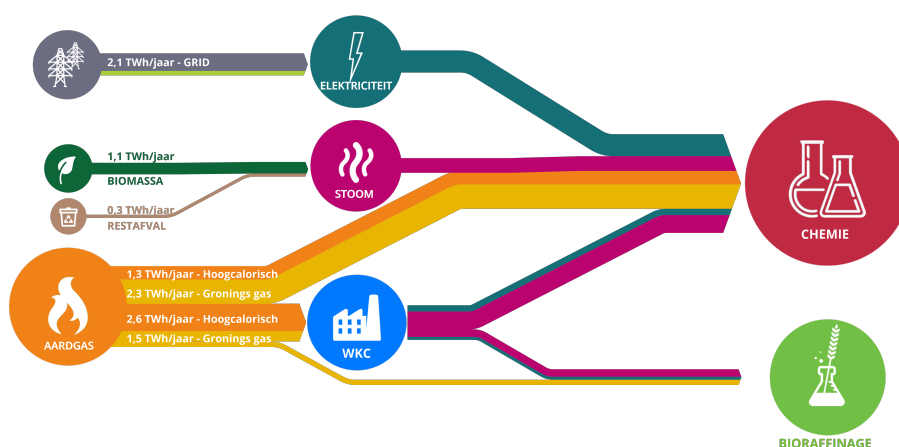 2,1 TWh/jaar - GRID
ELEKTRICITEIT
1,1 TWh/jaar
BIOMASSA
STOOM
0,3 TWh/jaar
RESTAFVAL
CHEMIE
1,3 TWh/jaar - Hoogcalorisch
2,3 TWh/jaar - Gronings gas
2,6 TWh/jaar - Hoogcalorisch
1,5 TWh/jaar - Gronings gas
AARDGAS
WKC
BIORAFFINAGE